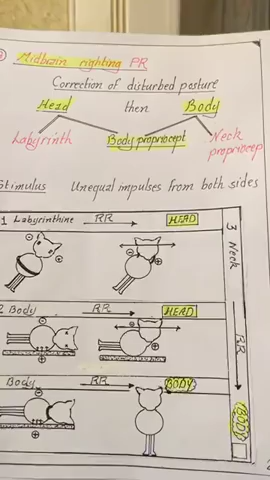 Midbrain righting PR
Correction of disturbed posture
Head then Body
Labyrinth Body propriocept Neck
propriocep
Stimulus Unequal impulses from both sides
1 Labyrinthine RR HEAD
3 Neck
2 Body RR HEAD
RR
Body RR BODY
BODY